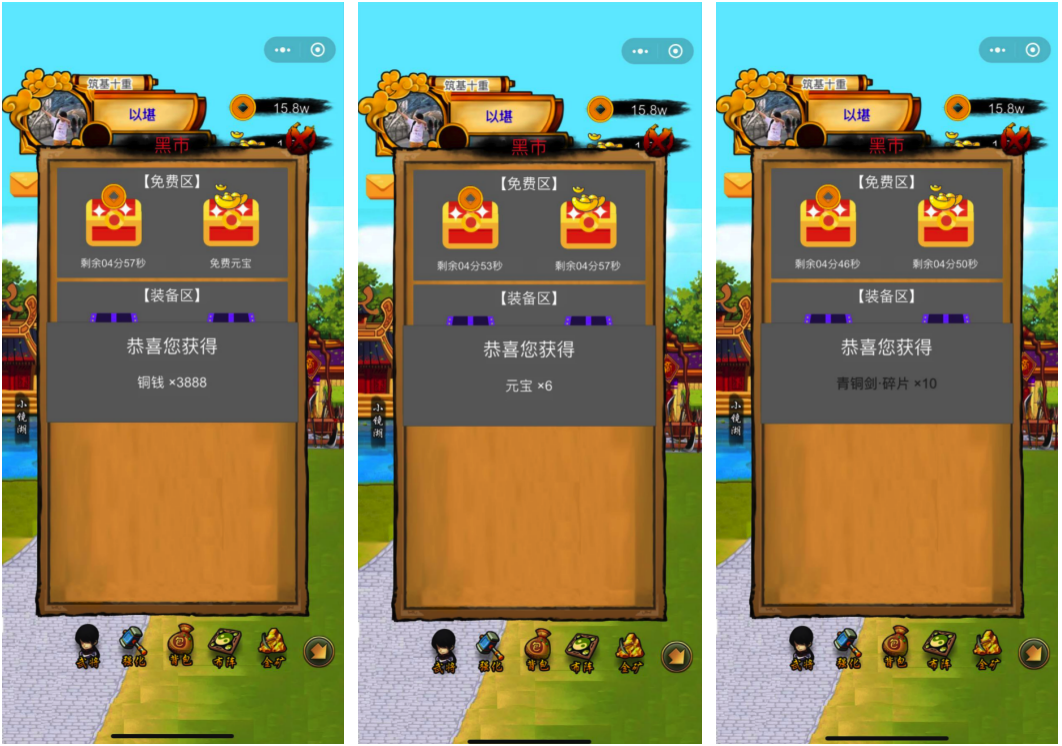 筑基十重
以堪
15.8w
黑市
1
【免费区】
剩余04分57秒
免费元宝
【装备区】
恭喜您获得
铜钱 ×3888
小镜湖
武将
强化
背包
布阵
金矿
筑基十重
以堪
15.8w
黑市
1
【免费区】
剩余04分53秒
剩余04分57秒
【装备区】
恭喜您获得
元宝 ×6
小镜湖
武将
强化
背包
布阵
金矿
筑基十重
以堪
15.8w
黑市
1
【免费区】
剩余04分46秒
剩余04分50秒
【装备区】
恭喜您获得
青铜剑·碎片 ×10
小镜湖
武将
强化
背包
布阵
金矿